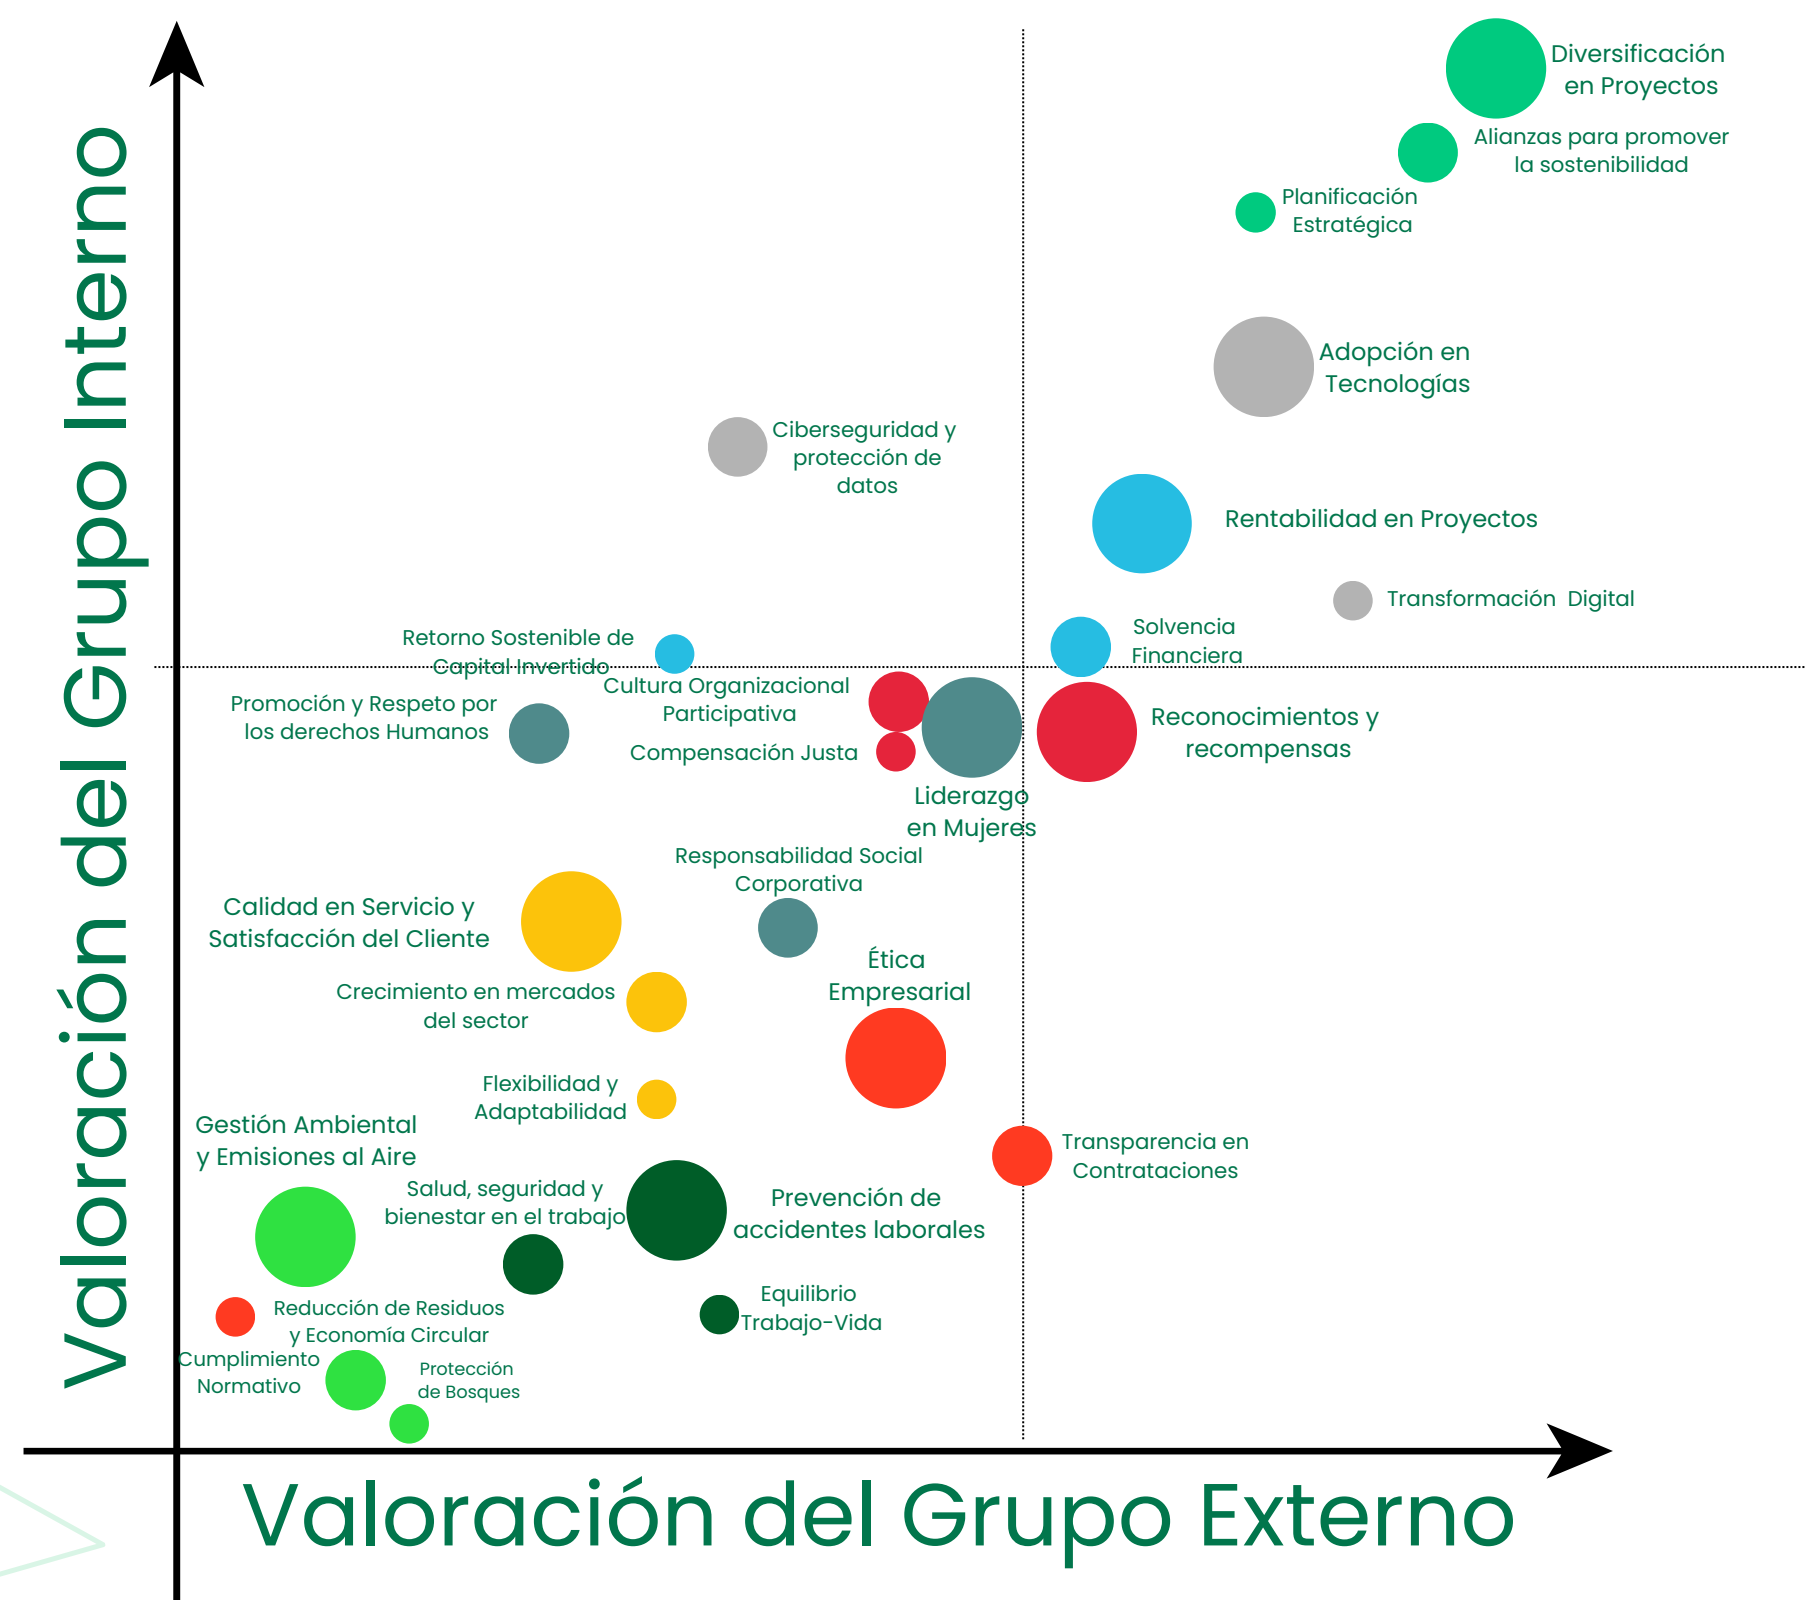 Valoración del Grupo Interno
Diversificación
en Proyectos
Alianzas para promover
la sostenibilidad
Planificación
Estratégica
Adopción en
Tecnologías
Ciberseguridad y
protección de
datos
Rentabilidad en Proyectos
Transformación Digital
Solvencia
Financiera
Retorno Sostenible de
Capital Invertido
Cultura Organizacional
Participativa
Promoción y Respeto por
los derechos Humanos
Compensación Justa
Reconocimientos y
recompensas
Liderazgo
en Mujeres
Responsabilidad Social
Corporativa
Calidad en Servicio y
Satisfacción del Cliente
Ética
Empresarial
Crecimiento en mercados
del sector
Flexibilidad y
Adaptabilidad
Gestión Ambiental
y Emisiones al Aire
Transparencia en
Contrataciones
Salud, seguridad y
bienestar en el trabajo
Prevención de
accidentes laborales
Equilibrio
Trabajo-Vida
Reducción de Residuos
y Economía Circular
Cumplimiento
Normativo
Protección
de Bosques
Valoración del Grupo Externo